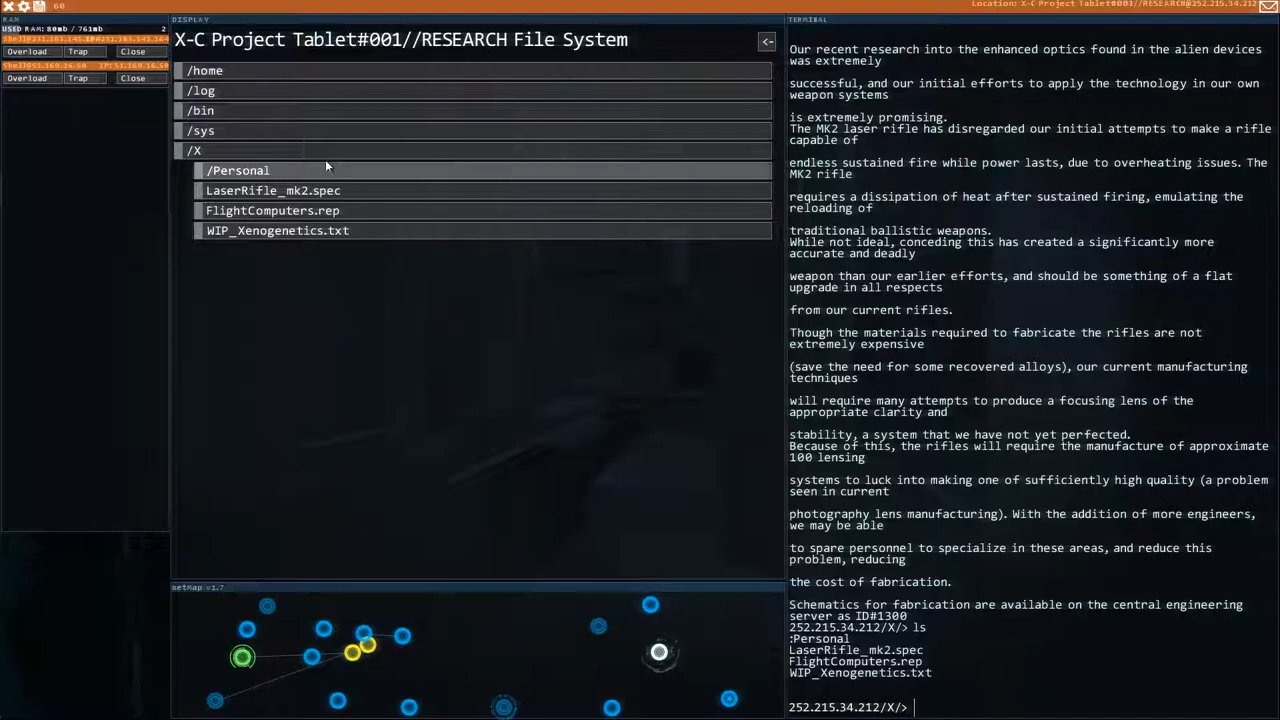 60
Location: X-C Project Tablet#001//RESEARCH@252.215.34.212
RAM
USED RAM: 80mb / 761mb 2
Overload Trap Close
Shell@51.169.16.50 IP:51.169.16.50
Overload Trap Close
DISPLAY
X-C Project Tablet#001//RESEARCH File System
<-
/home
/log
/bin
/sys
/X
/Personal
LaserRifle_mk2.spec
FlightComputers.rep
WIP_Xenogenetics.txt
netMap v1.7
TERMINAL
Our recent research into the enhanced optics found in the alien devices
was extremely
successful, and our initial efforts to apply the technology in our own
weapon systems
is extremely promising.
The MK2 laser rifle has disregarded our initial attempts to make a rifle
capable of
endless sustained fire while power lasts, due to overheating issues. The
MK2 rifle
requires a dissipation of heat after sustained firing, emulating the
reloading of
traditional ballistic weapons.
While not ideal, conceding this has created a significantly more
accurate and deadly
weapon than our earlier efforts, and should be something of a flat
upgrade in all respects
from our current rifles.
Though the materials required to fabricate the rifles are not
extremely expensive
(save the need for some recovered alloys), our current manufacturing
techniques
will require many attempts to produce a focusing lens of the
appropriate clarity and
stability, a system that we have not yet perfected.
Because of this, the rifles will require the manufacture of approximate
100 lensing
systems to luck into making one of sufficiently high quality (a problem
seen in current
photography lens manufacturing). With the addition of more engineers,
we may be able
to spare personnel to specialize in these areas, and reduce this
problem, reducing
the cost of fabrication.
Schematics for fabrication are available on the central engineering
server as ID#1300
252.215.34.212/X/> ls
:Personal
LaserRifle_mk2.spec
FlightComputers.rep
WIP_Xenogenetics.txt
252.215.34.212/X/>